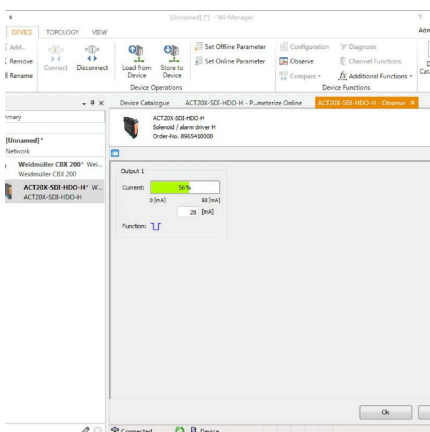 [Unnamed] (*) - WI-Manager
?
DEVICE TOPOLOGY VIEW
Add...
Remove
Rename
Connect
Disconnect
Load from Device
Store to Device
Set Offline Parameter
Set Online Parameter
Device Operations
Configuration
Diagnosis
Observe
Channel Functions
Compare
fx Additional Functions
Device Functions
Device Catalogue ACT20X-SDI-HDO-H - P...meterize Online ACT20X-SDI-HDO-H - Observe
[Unnamed]*
Network
Weidmüller CBX 200* Wei...
Weidmüller CBX 200
ACT20X-SDI-HDO-H* W...
ACT20X-SDI-HDO-H
ACT20X-SDI-HDO-H
Solenoid / alarm driver H
Order-No. 8965410000
Output 1
Current: 56%
0 [mA] 50 [mA]
28 [mA]
Function:
Ok
Connected Device